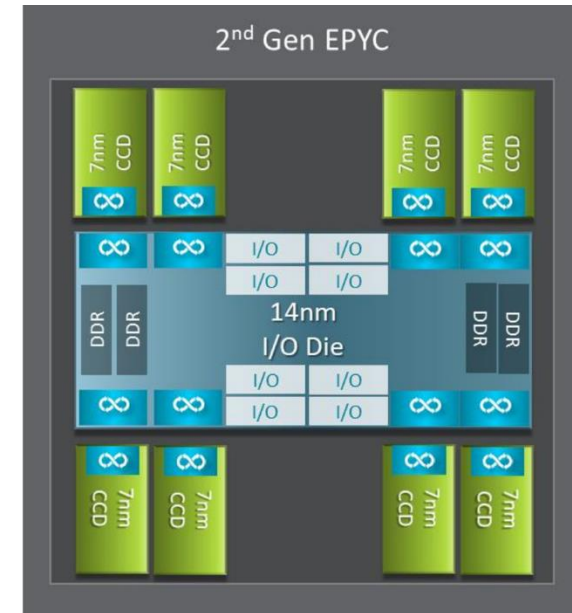 2nd Gen EPYC
7nm CCD
7nm CCD
7nm CCD
7nm CCD
∞
∞
∞
∞
∞
∞
I/O
I/O
∞
∞
I/O
I/O
DDR
DDR
14nm
I/O Die
DDR
DDR
I/O
I/O
∞
∞
I/O
I/O
∞
∞
∞
∞
∞
∞
7nm CCD
7nm CCD
7nm CCD
7nm CCD